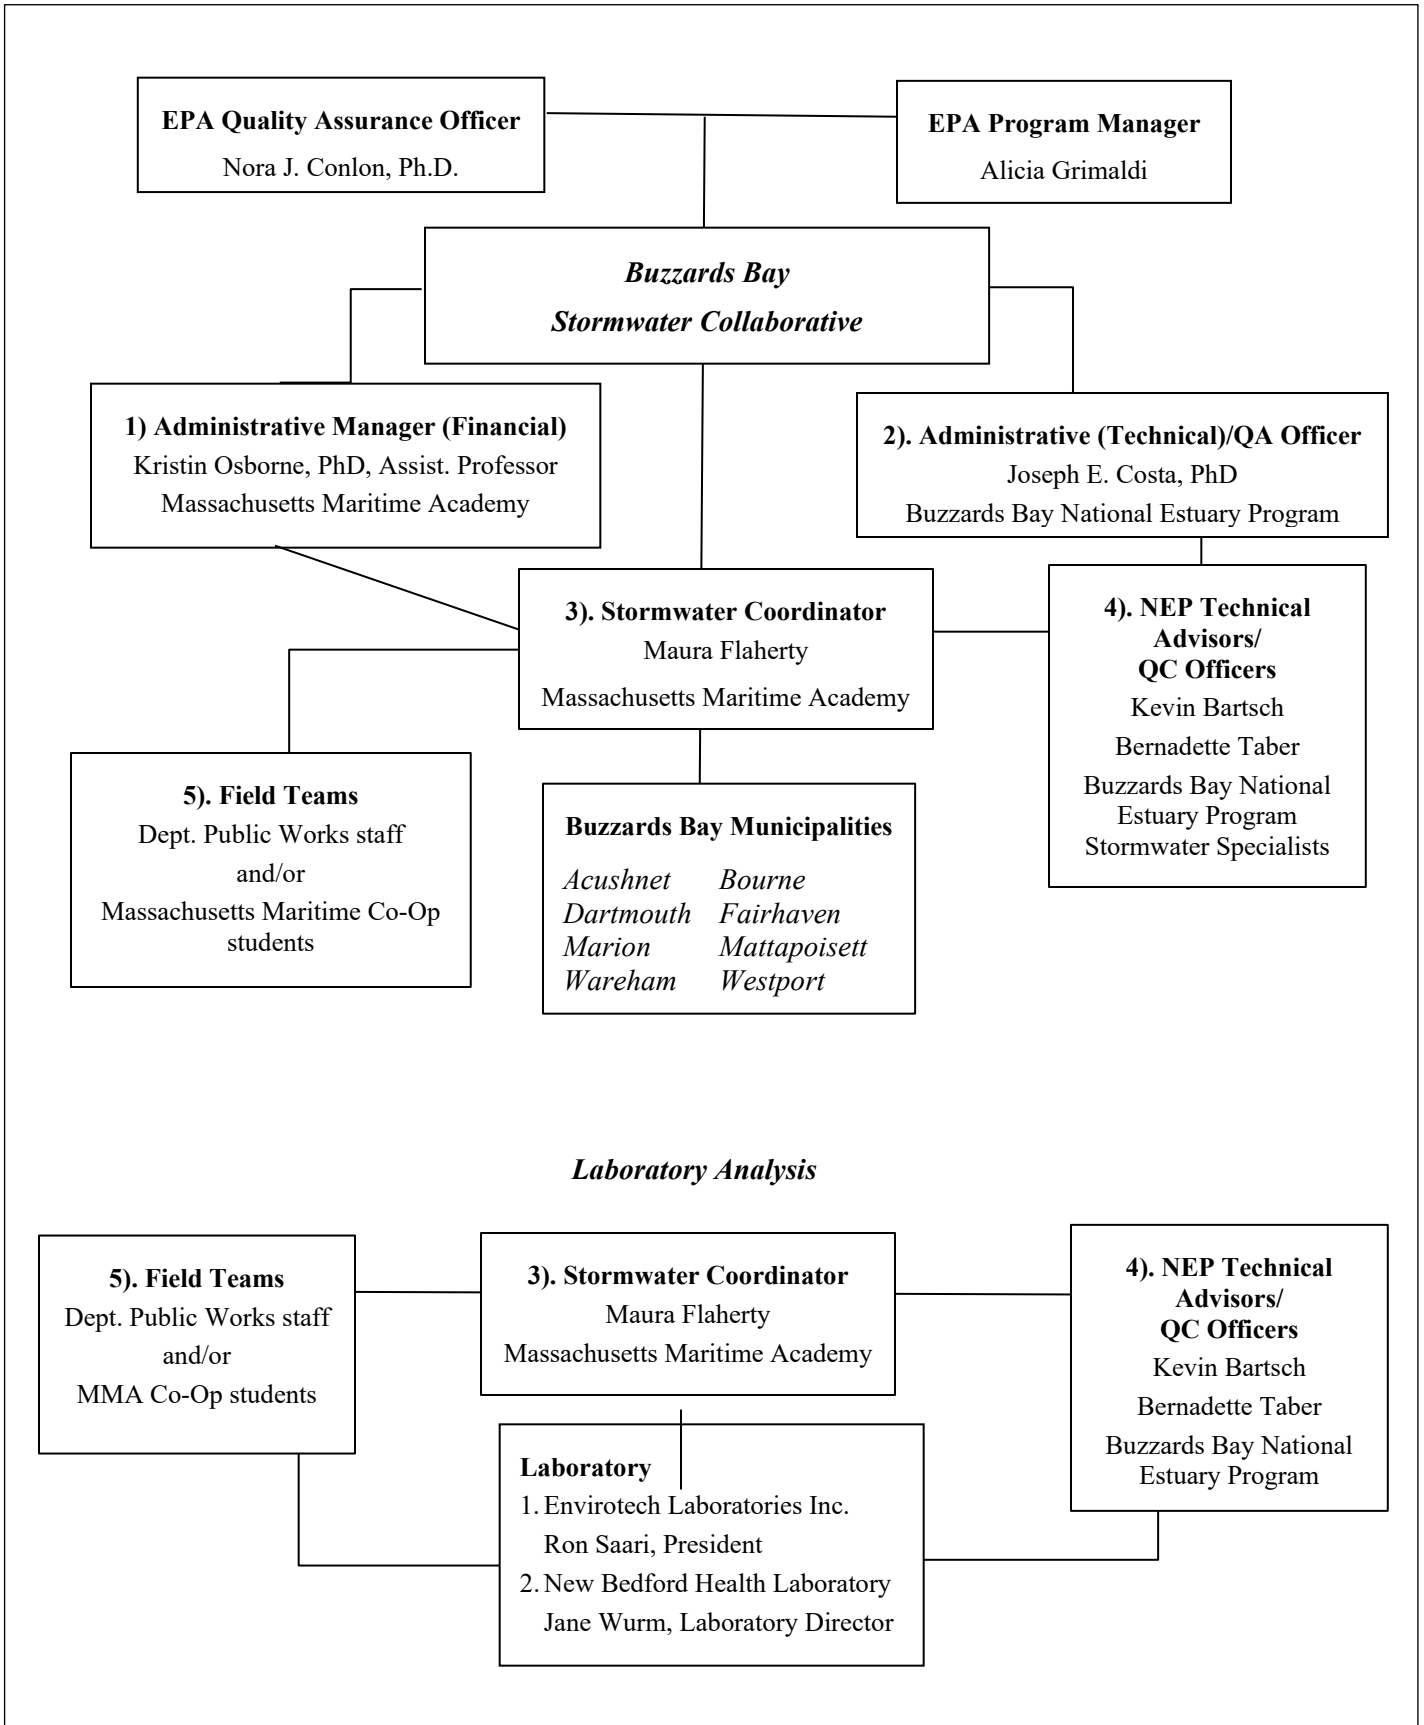 EPA Quality Assurance Officer
Nora J. Conlon, Ph.D.
EPA Program Manager
Alicia Grimaldi
Buzzards Bay
Stormwater Collaborative
1) Administrative Manager (Financial)
Kristin Osborne, PhD, Assist. Professor
Massachusetts Maritime Academy
2). Administrative (Technical)/QA Officer
Joseph E. Costa, PhD
Buzzards Bay National Estuary Program
3). Stormwater Coordinator
Maura Flaherty
Massachusetts Maritime Academy
4). NEP Technical
Advisors/
QC Officers
Kevin Bartsch
Bernadette Taber
Buzzards Bay National
Estuary Program
Stormwater Specialists
5). Field Teams
Dept. Public Works staff
and/or
Massachusetts Maritime Co-Op
students
Buzzards Bay Municipalities
Acushnet Bourne
Dartmouth Fairhaven
Marion Mattapoisett
Wareham Westport
Laboratory Analysis
5). Field Teams
Dept. Public Works staff
and/or
MMA Co-Op students
3). Stormwater Coordinator
Maura Flaherty
Massachusetts Maritime Academy
4). NEP Technical
Advisors/
QC Officers
Kevin Bartsch
Bernadette Taber
Buzzards Bay National
Estuary Program
Laboratory
1. Envirotech Laboratories Inc.
Ron Saari, President
2. New Bedford Health Laboratory
Jane Wurm, Laboratory Director